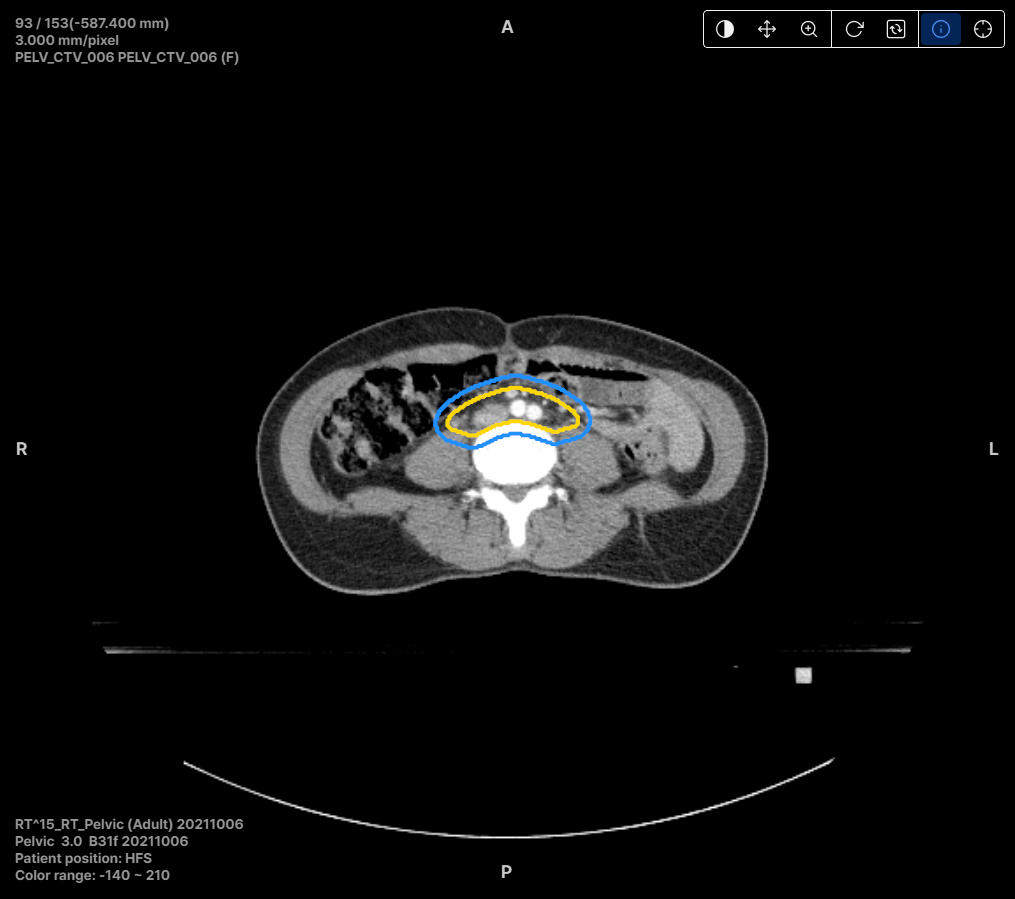 93 / 153(-587.400 mm)
3.000 mm/pixel
PELV_CTV_006 PELV_CTV_006 (F)
A
R
L
RT^15_RT_Pelvic (Adult) 20211006
Pelvic  3.0  B31f 20211006
Patient position: HFS
Color range: -140 ~ 210
P